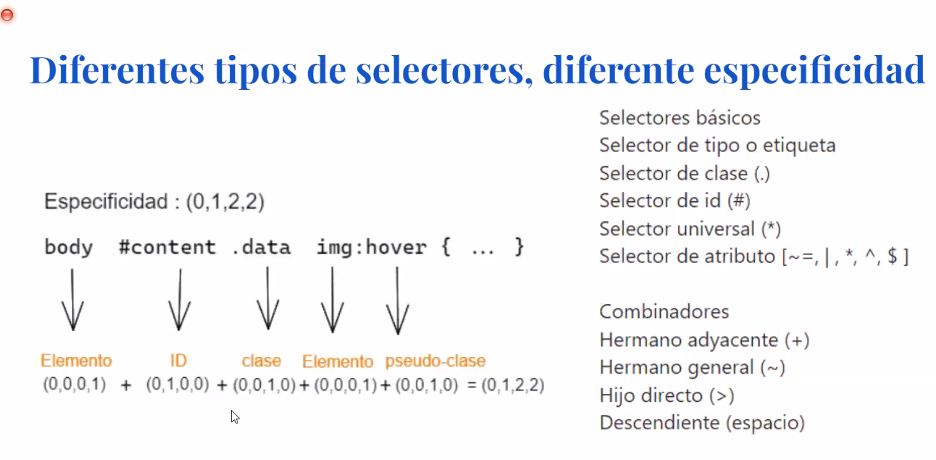 Diferentes tipos de selectores, diferente especificidad
Especificidad : (0,1,2,2)
body #content .data img:hover { ... }
Elemento ID clase Elemento pseudo-clase
(0,0,0,1) + (0,1,0,0) + (0,0,1,0) + (0,0,0,1) + (0,0,1,0) = (0,1,2,2)
Selectores básicos
Selector de tipo o etiqueta
Selector de clase (.)
Selector de id (#)
Selector universal (*)
Selector de atributo [~=, | , *, ^, $ ]
Combinadores
Hermano adyacente (+)
Hermano general (~)
Hijo directo (>)
Descendiente (espacio)